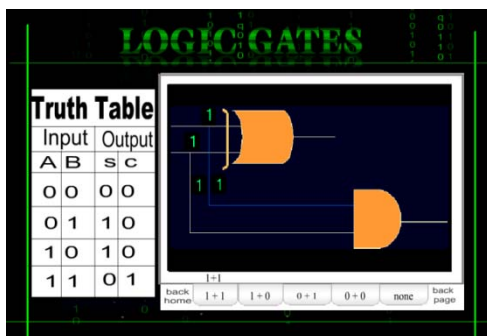 LOGIC GATES
Truth Table
Input Output
A B s c
0 0 0 0
0 1 1 0
1 0 1 0
1 1 0 1
1
1
1 1
1+1
back home 1+1 1+0 0+1 0+0 none back page